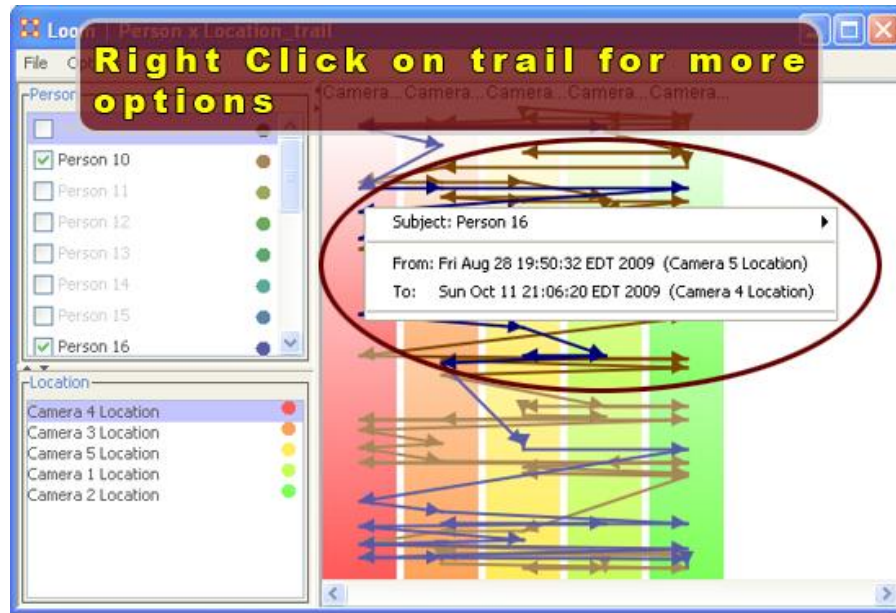 Loom Person x Location_trail
File
Right Click on trail for more
options
Person
Camera... Camera... Camera... Camera... Camera...
Person 10
Person 11
Person 12
Person 13
Person 14
Person 15
Person 16
Subject: Person 16
From: Fri Aug 28 19:50:32 EDT 2009 (Camera 5 Location)
To: Sun Oct 11 21:06:20 EDT 2009 (Camera 4 Location)
Location
Camera 4 Location
Camera 3 Location
Camera 5 Location
Camera 1 Location
Camera 2 Location